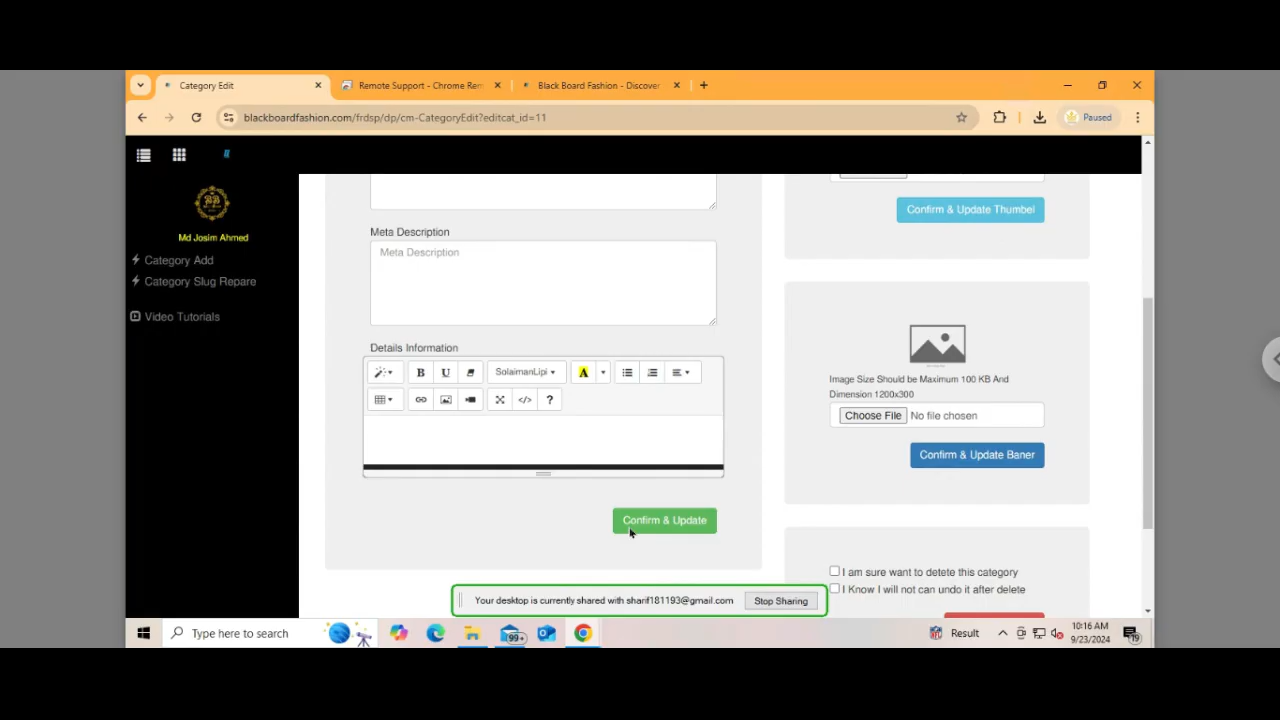 Category Edit
Remote Support - Chrome Rem
Black Board Fashion - Discover
blackboardfashion.com/frdsp/dp/cm-CategoryEdit?editcat_id=11
Paused
Md Josim Ahmed
Category Add
Category Slug Repare
Video Tutorials
Meta Description
Meta Description
Details Information
B U SolaimanLipi A
</> ?
Confirm & Update
Confirm & Update Thumbel
Image Size Should be Maximum 100 KB And
Dimension 1200x300
Choose File No file chosen
Confirm & Update Baner
I am sure want to detete this category
I Know I will not can undo it after delete
Your desktop is currently shared with sharif181193@gmail.com Stop Sharing
Type here to search
99+
Result
10:16 AM
9/23/2024
19